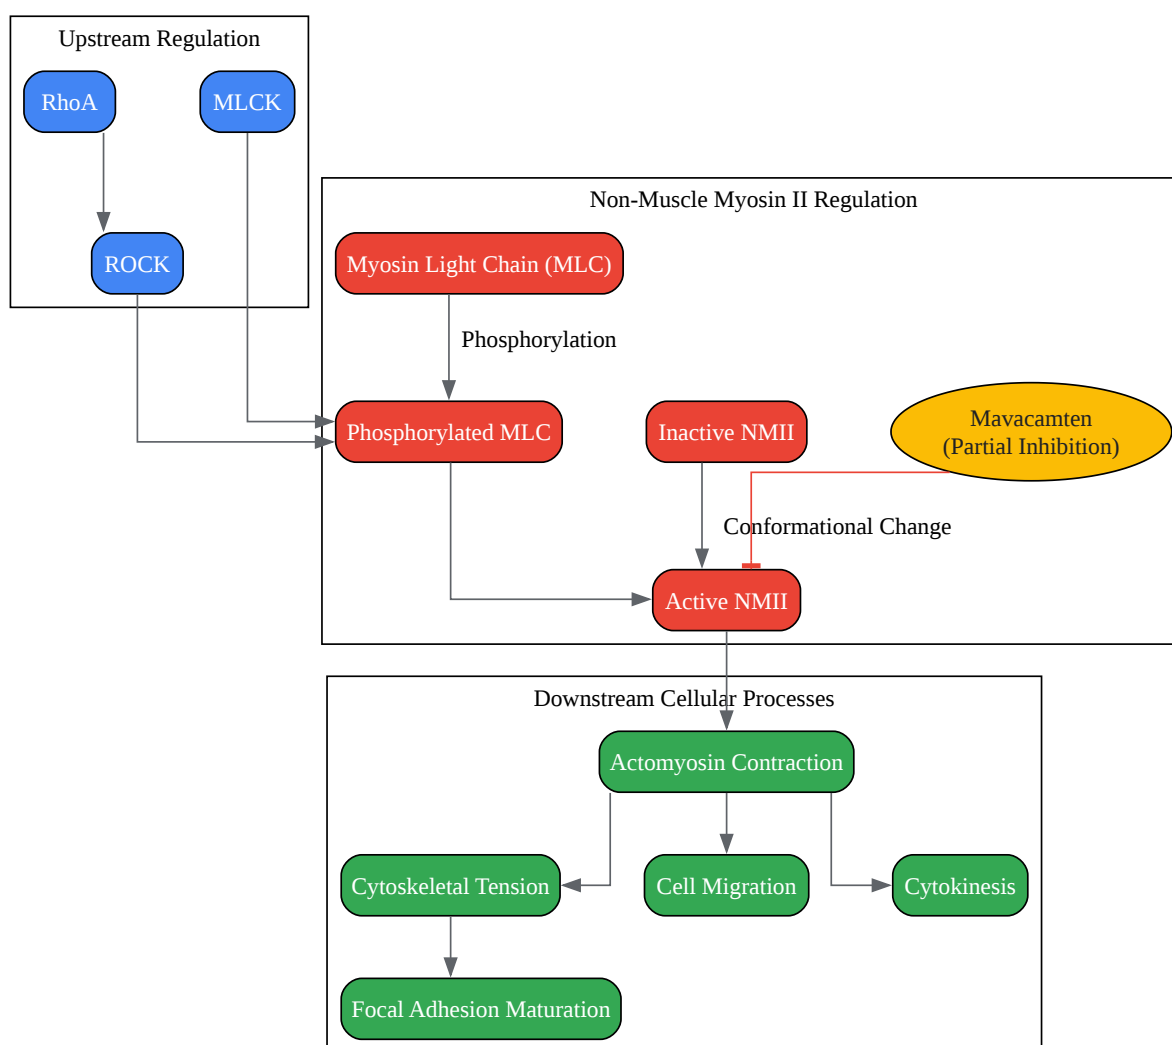 Upstream Regulation
RhoA
MLCK
ROCK
Non-Muscle Myosin II Regulation
Myosin Light Chain (MLC)
Phosphorylation
Phosphorylated MLC
Inactive NMII
Mavacamten
(Partial Inhibition)
Conformational Change
Active NMII
Downstream Cellular Processes
Actomyosin Contraction
Cytoskeletal Tension
Cell Migration
Cytokinesis
Focal Adhesion Maturation